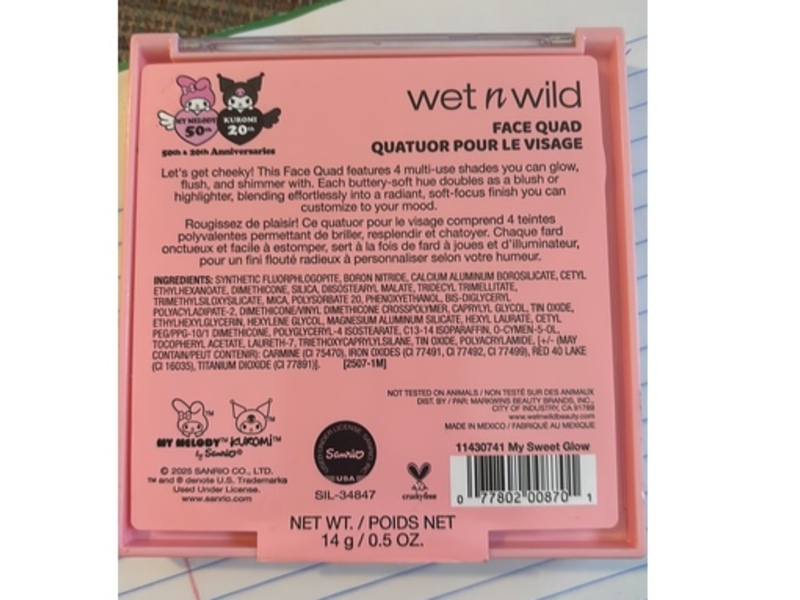 MY MELODY 50th
KUROMI 20th
50th & 20th Anniversaries
wet n wild
FACE QUAD
QUATUOR POUR LE VISAGE
Let's get cheeky! This Face Quad features 4 multi-use shades you can glow,
flush, and shimmer with. Each buttery-soft hue doubles as a blush or
highlighter, blending effortlessly into a radiant, soft-focus finish you can
customize to your mood.
Rougissez de plaisir! Ce quatuor pour le visage comprend 4 teintes
polyvalentes permettant de briller, resplendir et chatoyer. Chaque fard
onctueux et facile à estomper, sert à la fois de fard à joues et d'illuminateur,
pour un fini flouté radieux à personnaliser selon votre humeur.
INGREDIENTS: SYNTHETIC FLUORPHLOGOPITE, BORON NITRIDE, CALCIUM ALUMINUM BOROSILICATE, CETYL
ETHYLHEXANOATE, DIMETHICONE, SILICA, DIISOSTEARYL MALATE, TRIDECYL TRIMELLITATE,
TRIMETHYLSILOXYSILICATE, MICA, POLYSORBATE 20, PHENOXYETHANOL, BIS-DIGLYCERYL
POLYACYLADIPATE-2, DIMETHICONE/VINYL DIMETHICONE CROSSPOLYMER, CAPRYLYL GLYCOL, TIN OXIDE,
ETHYLHEXYLGLYCERIN, HEXYLENE GLYCOL, MAGNESIUM ALUMINUM SILICATE, HEXYL LAURATE, CETYL
PEG/PPG-10/1 DIMETHICONE, POLYGLYCERYL-4 ISOSTEARATE, C13-14 ISOPARAFFIN, O-CYMEN-5-OL,
TOCOPHERYL ACETATE, LAURETH-7, TRIETHOXYCAPRYLYLSILANE, TIN OXIDE, POLYACRYLAMIDE, [+/- (MAY
CONTAIN/PEUT CONTENIR): CARMINE (CI 75470), IRON OXIDES (CI 77491, CI 77492, CI 77499), RED 40 LAKE
(CI 16035), TITANIUM DIOXIDE (CI 77891)]. [2507-1M]
NOT TESTED ON ANIMALS / NON TESTÉ SUR DES ANIMAUX
DIST. BY / PAR: MARKWINS BEAUTY BRANDS, INC.,
CITY OF INDUSTRY, CA 91789
www.wetnwildbeauty.com
MADE IN MEXICO / FABRIQUÉ AU MEXIQUE
MY MELODY™ KUROMI™
by Sanrio®
© 2025 SANRIO CO., LTD.
™ and ® denote U.S. Trademarks
Used Under License.
www.sanrio.com
USED UNDER LICENSE SANRIO INC.
Sanrio
USA
SIL-34847
crueltyfree
11430741 My Sweet Glow
0 77802 00870 1
NET WT. / POIDS NET
14 g / 0.5 OZ.